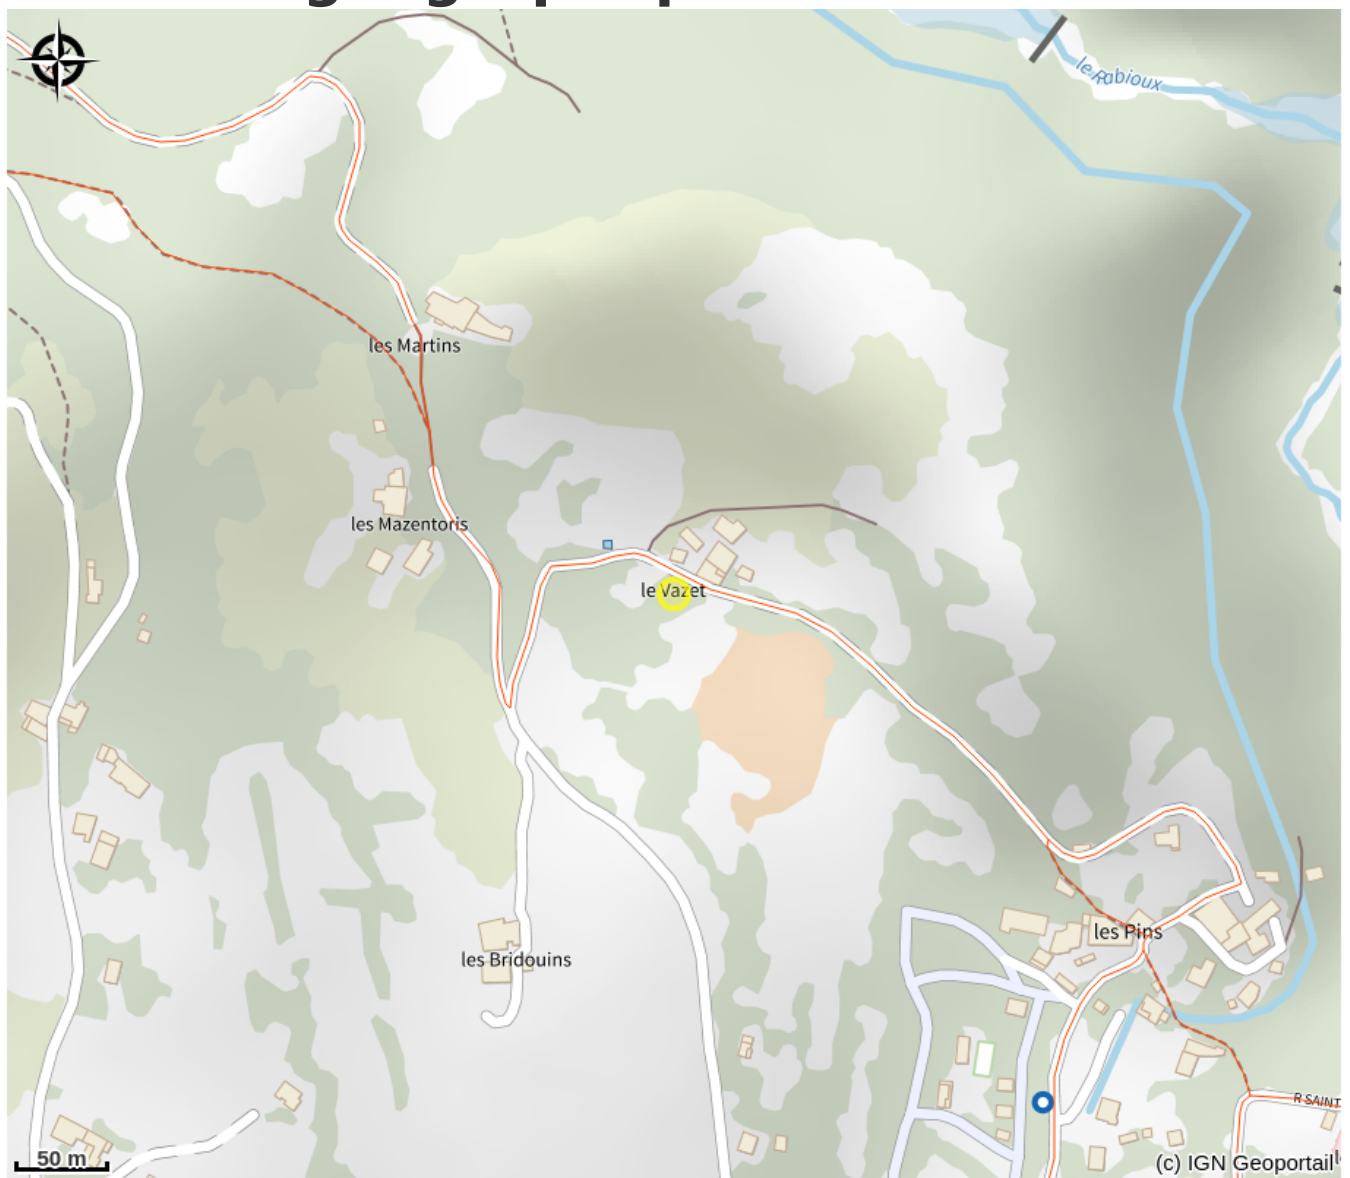 le Rabioux
les Martins
les Mazentoris
le Vazet
les Pins
les Bridouins
R SAINT
50 m
(c) IGN Geoportail